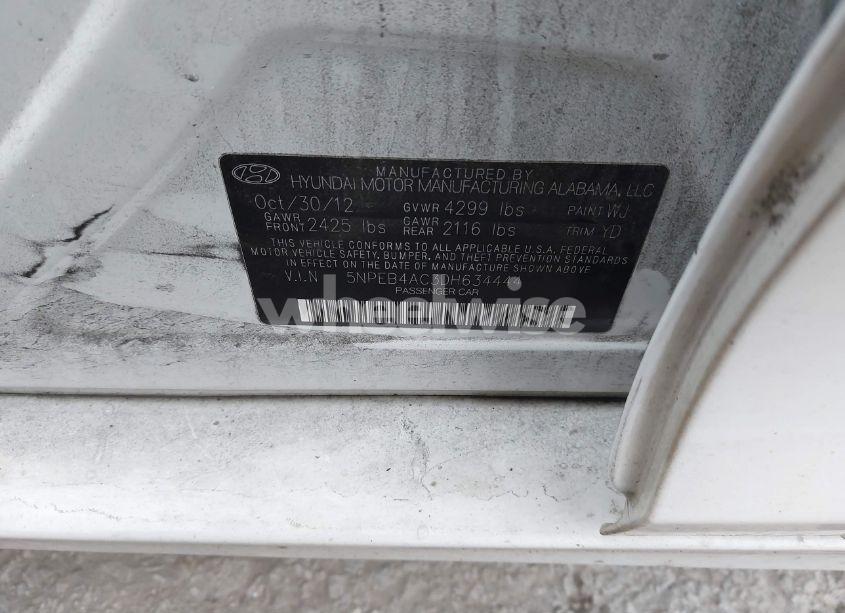 MANUFACTURED BY
HYUNDAI MOTOR MANUFACTURING ALABAMA, LLC
Oct/30/12 GVWR 4299 lbs PAINT WJ
GAWR FRONT 2425 lbs GAWR REAR 2116 lbs TRIM YD
THIS VEHICLE CONFORMS TO ALL APPLICABLE U.S.A. FEDERAL
MOTOR VEHICLE SAFETY, BUMPER, AND THEFT PREVENTION
STANDARDS IN EFFECT ON THE DATE OF MANUFACTURE SHOWN ABOVE.
V.I.N 5NPEB4AC3DH634444
PASSENGER CAR
wheelwise